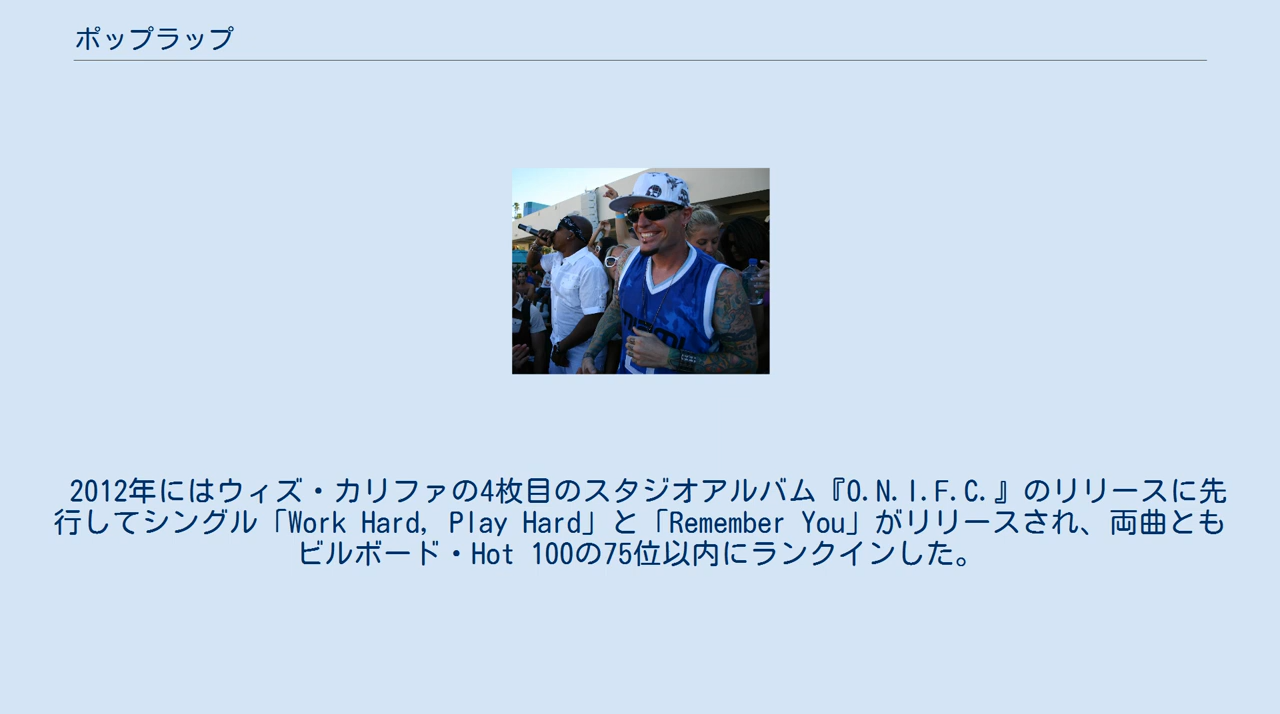 ポップラップ
2012年にはウィズ・カリファの4枚目のスタジオアルバム『O.N.I.F.C.』のリリースに先
行してシングル「Work Hard, Play Hard」と「Remember You」がリリースされ、両曲とも
ビルボード・Hot 100の75位以内にランクインした。